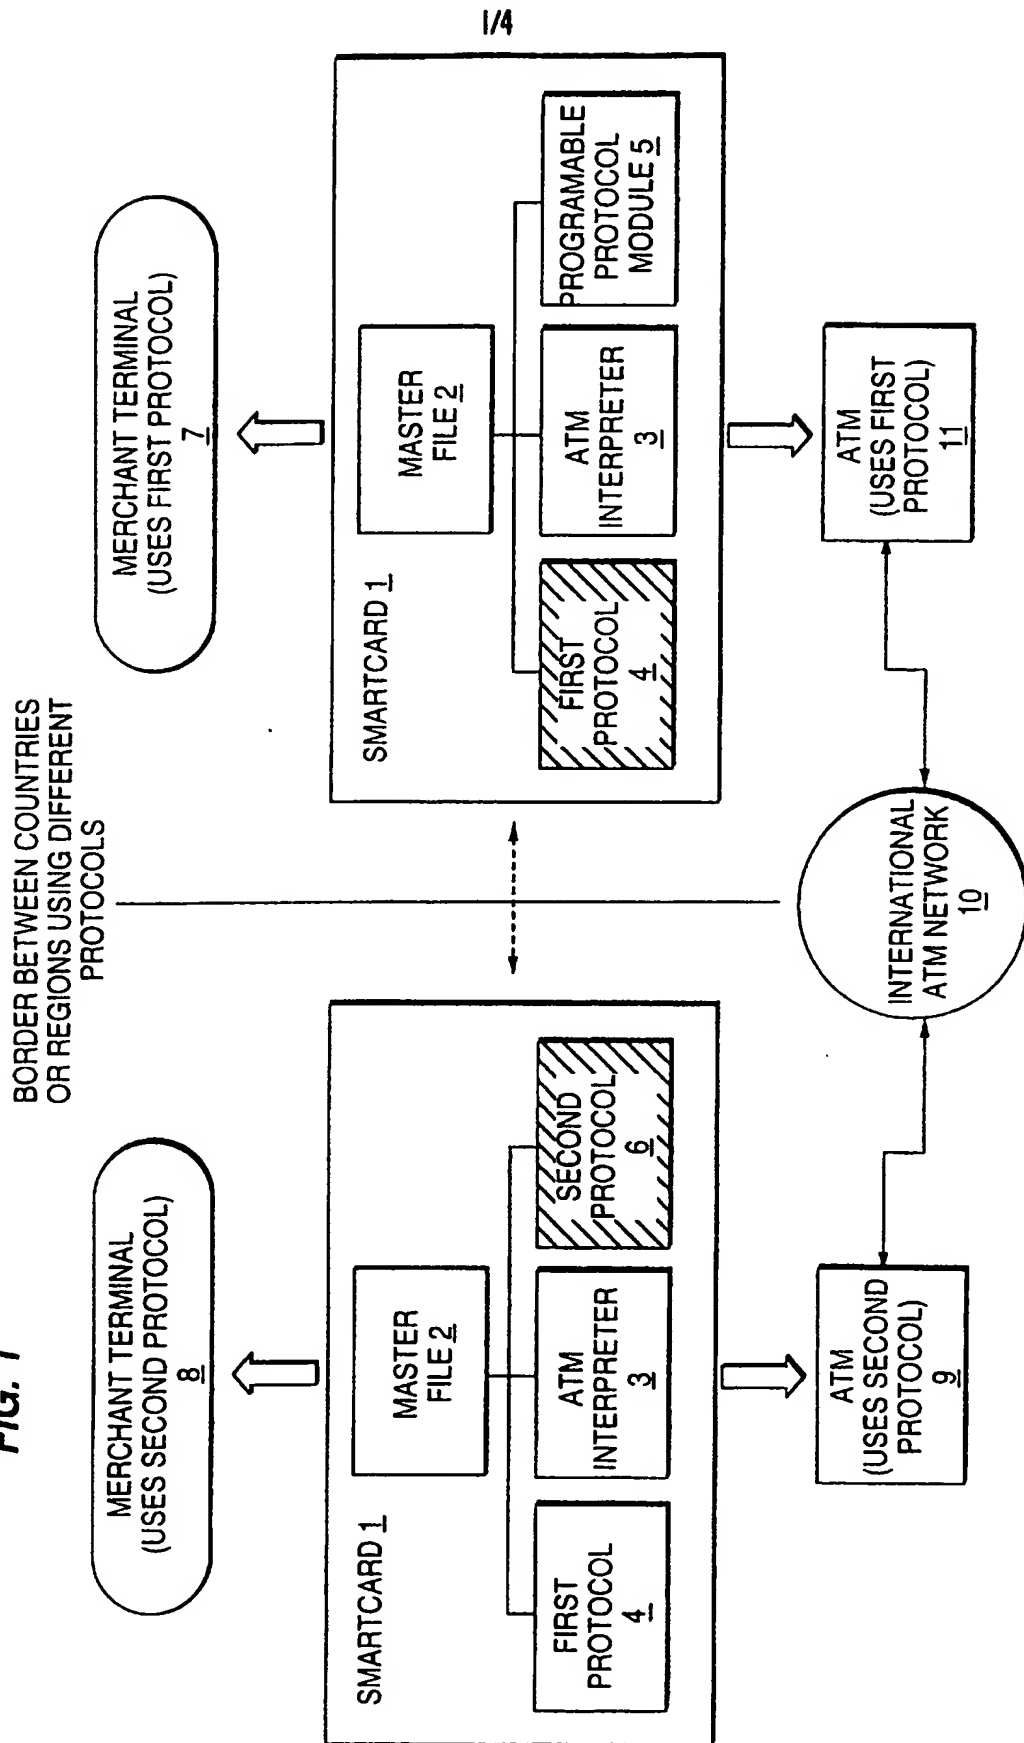 1/4
FIG. 1
BORDER BETWEEN COUNTRIES
OR REGIONS USING DIFFERENT
PROTOCOLS
MERCHANT TERMINAL
(USES SECOND PROTOCOL)
8
SMARTCARD 1
MASTER
FILE 2
FIRST
PROTOCOL
4
ATM
INTERPRETER
3
SECOND
PROTOCOL
6
ATM
(USES SECOND
PROTOCOL)
9
MERCHANT TERMINAL
(USES FIRST PROTOCOL)
7
SMARTCARD 1
MASTER
FILE 2
FIRST
PROTOCOL
4
ATM
INTERPRETER
3
PROGRAMABLE
PROTOCOL
MODULE 5
ATM
(USES FIRST
PROTOCOL)
11
INTERNATIONAL
ATM NETWORK
10